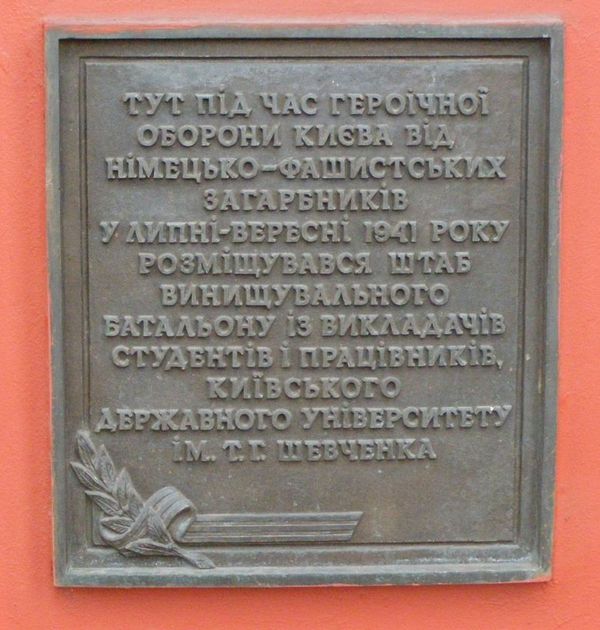 ТУТ ПІД ЧАС ГЕРОЇЧНОЇ
ОБОРОНИ КИЄВА ВІД
НІМЕЦЬКО-ФАШИСТСЬКИХ
ЗАГАРБНИКІВ
У ЛИПНІ-ВЕРЕСНІ 1941 РОКУ
РОЗМІЩУВАВСЯ ШТАБ
ВИНИЩУВАЛЬНОГО
БАТАЛЬОНУ ІЗ ВИКЛАДАЧІВ
СТУДЕНТІВ І ПРАЦІВНИКІВ,
КИЇВСЬКОГО
ДЕРЖАВНОГО УНІВЕРСИТЕТУ
ІМ. Т. Г. ШЕВЧЕНКА